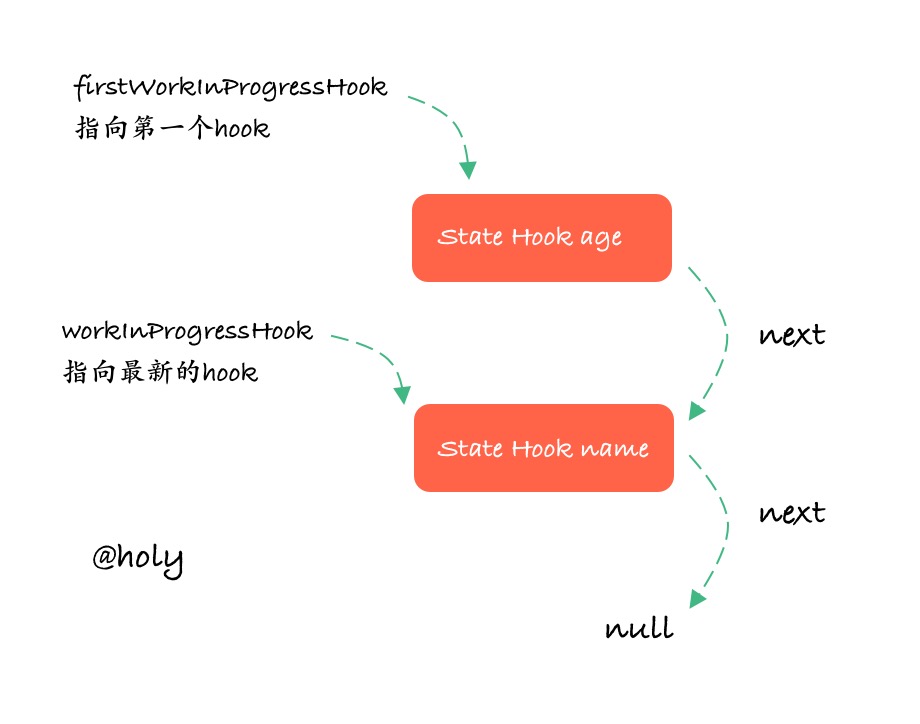 firstWorkInProgressHook
指向第一个hook
State Hook age
workInProgressHook
指向最新的hook
next
State Hook name
next
@holy
null